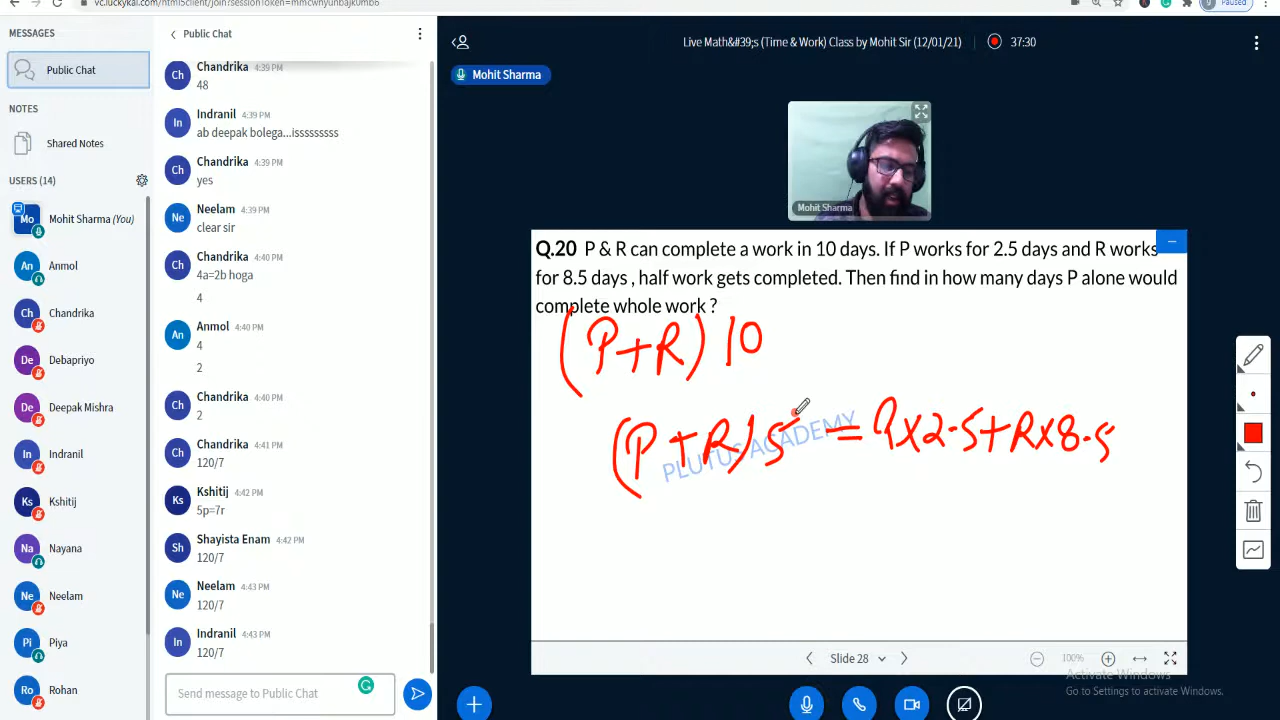 vc.luckykal.com/html5client/join?sessionToken=mmcwhyunbajk0mb6
Paused
MESSAGES
Public Chat
NOTES
Shared Notes
USERS (14)
Mo
Mohit Sharma (You)
An
Anmol
Ch
Chandrika
De
Debapriyo
De
Deepak Mishra
In
Indranil
Ks
Kshitij
Na
Nayana
Ne
Neelam
Pi
Piya
Ro
Rohan
Public Chat
Ch
Chandrika 4:39 PM
48
In
Indranil 4:39 PM
ab deepak bolega...isssssssss
Ch
Chandrika 4:39 PM
yes
Ne
Neelam 4:39 PM
clear sir
Ch
Chandrika 4:40 PM
4a=2b hoga
4
An
Anmol 4:40 PM
4
2
Ch
Chandrika 4:40 PM
2
Ch
Chandrika 4:41 PM
120/7
Ks
Kshitij 4:42 PM
5p=7r
Sh
Shayista Enam 4:42 PM
120/7
Ne
Neelam 4:43 PM
120/7
In
Indranil 4:43 PM
120/7
Send message to Public Chat
Live Math&#39;s (Time & Work) Class by Mohit Sir (12/01/21) 37:30
Mohit Sharma
Mohit Sharma
Q.20 P & R can complete a work in 10 days. If P works for 2.5 days and R works
for 8.5 days , half work gets completed. Then find in how many days P alone would
complete whole work ?
(P+R) 10
(P+R) 5 = P×2.5+R×8.5
PLUTUS ACADEMY
Slide 28
100%
Activate Windows
Go to Settings to activate Windows.